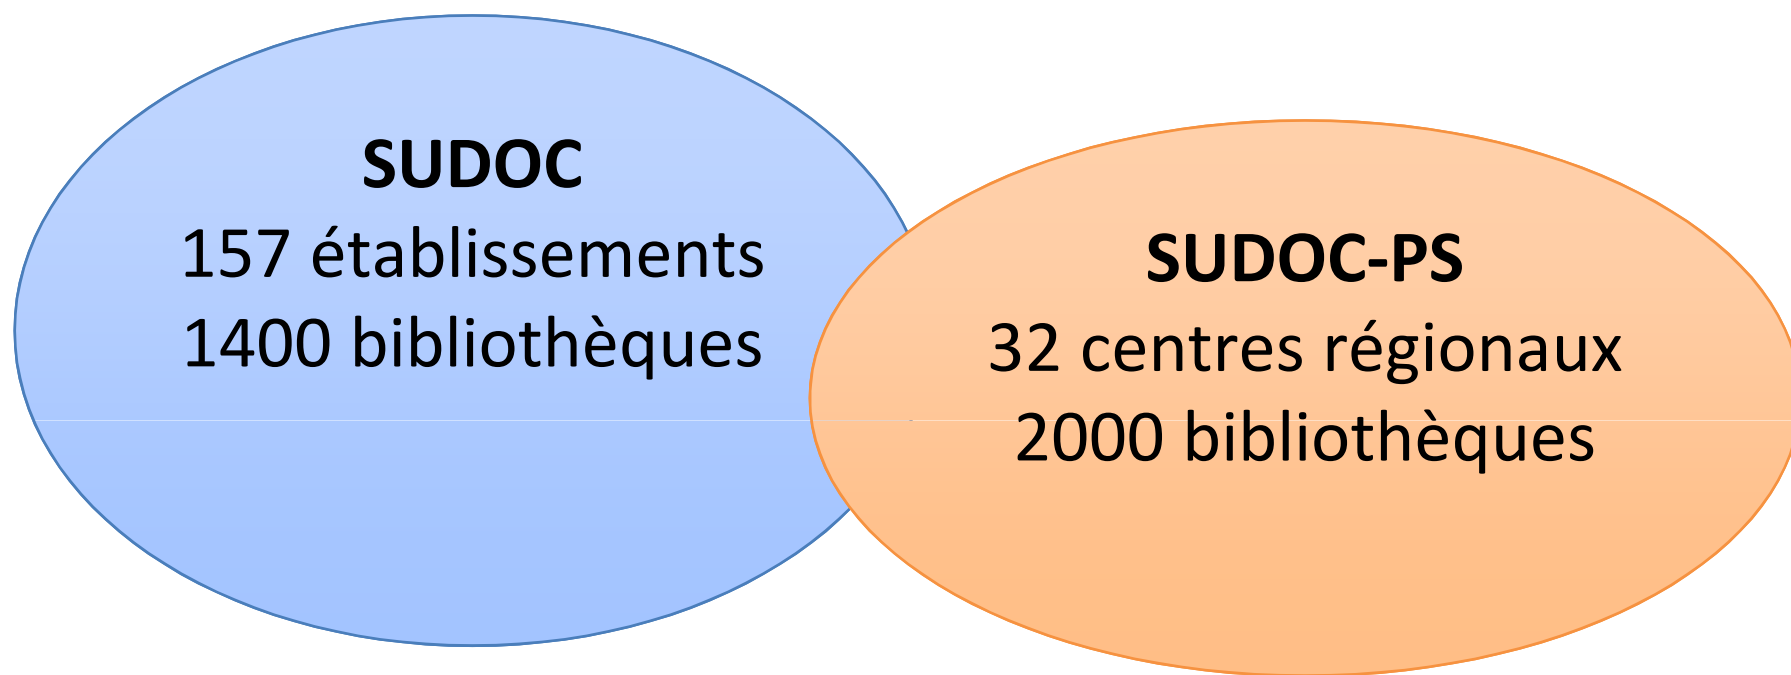 SUDOC
157 établissements
1400 bibliothèques
SUDOC-PS
32 centres régionaux
2000 bibliothèques